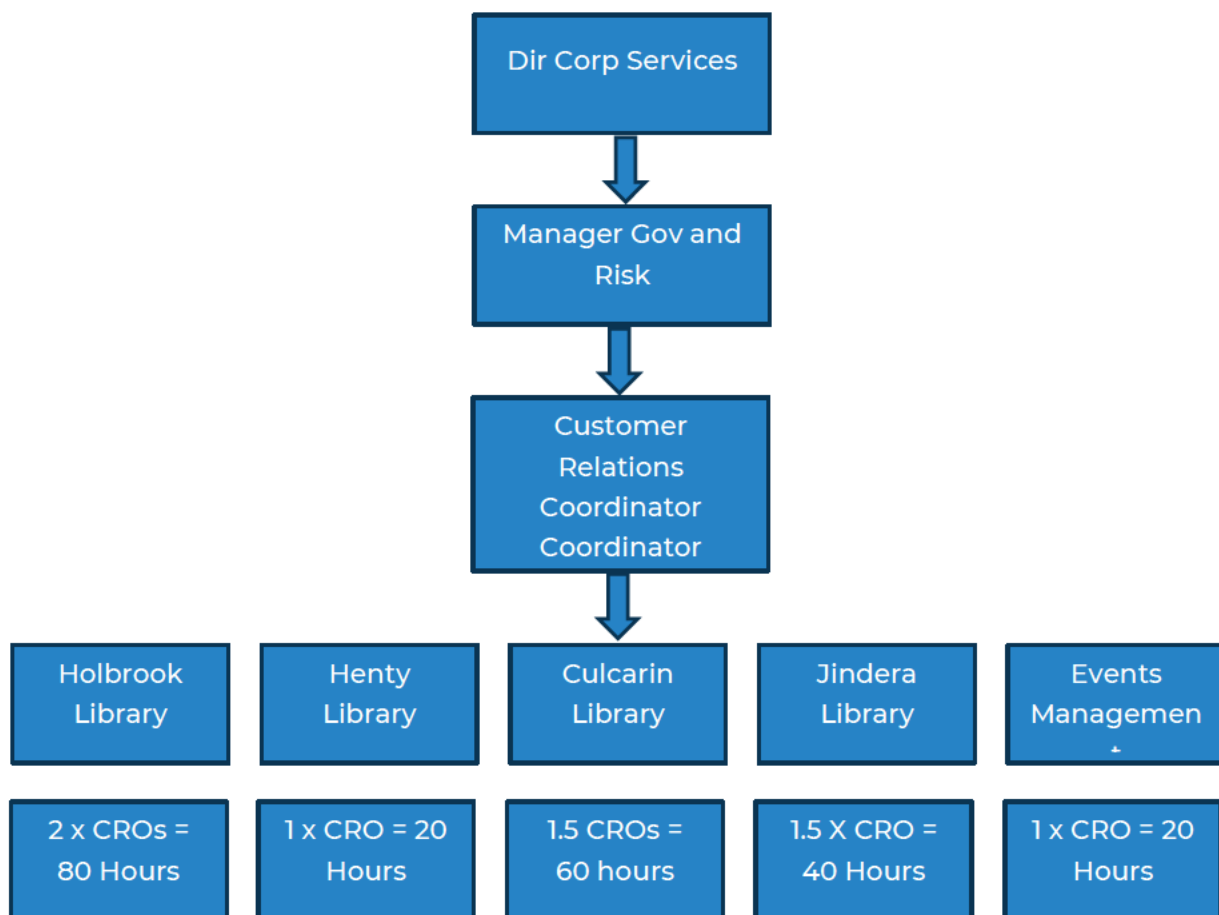 Dir Corp Services
Manager Gov and
Risk
Customer
Relations
Coordinator
Coordinator
Holbrook
Library
Henty
Library
Culcarin
Library
Jindera
Library
Events
Managemen
t
2 x CROs =
80 Hours
1 x CRO = 20
Hours
1.5 CROs =
60 hours
1.5 X CRO =
40 Hours
1 x CRO = 20
Hours